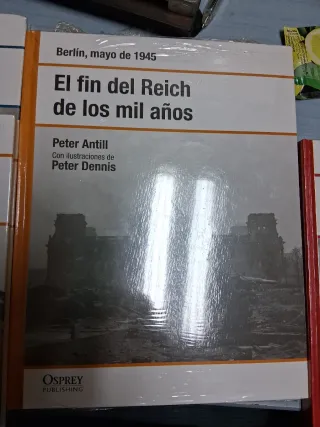 Berlín, mayo de 1945
El fin del Reich
de los mil años
Peter Antill
Con ilustraciones de
Peter Dennis
OSPREY
PUBLISHING